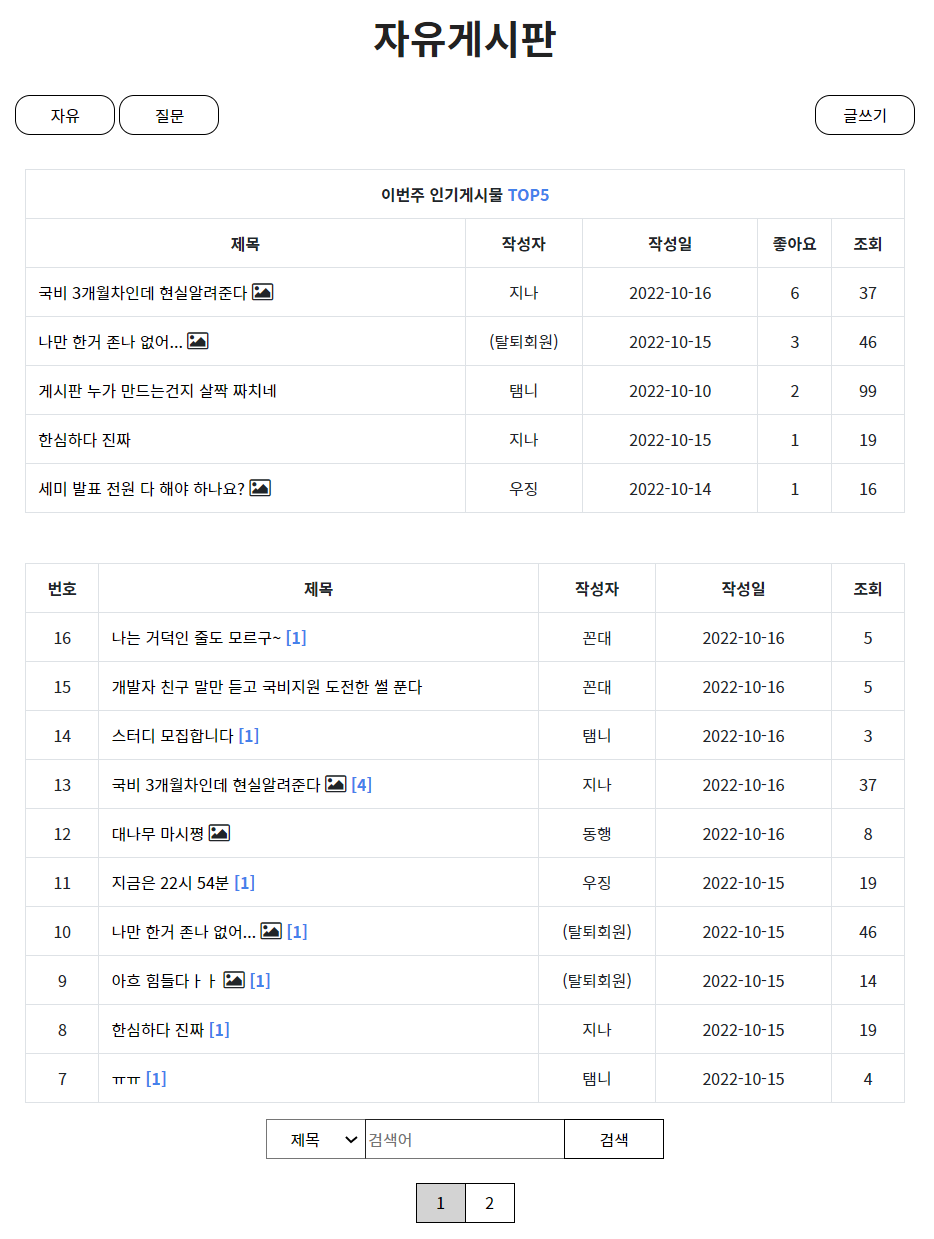 자유게시판
자유 질문 글쓰기
이번주 인기게시물 TOP5
제목 작성자 작성일 좋아요 조회
국비 3개월차인데 현실알려준다 지나 2022-10-16 6 37
나만 한거 존나 없어... (탈퇴회원) 2022-10-15 3 46
게시판 누가 만드는건지 살짝 짜치네 탬니 2022-10-10 2 99
한심하다 진짜 지나 2022-10-15 1 19
세미 발표 전원 다 해야 하나요? 우징 2022-10-14 1 16
번호 제목 작성자 작성일 조회
16 나는 거덕인 줄도 모르구~ [1] 꼰대 2022-10-16 5
15 개발자 친구 말만 듣고 국비지원 도전한 썰 푼다 꼰대 2022-10-16 5
14 스터디 모집합니다 [1] 탬니 2022-10-16 3
13 국비 3개월차인데 현실알려준다 [4] 지나 2022-10-16 37
12 대나무 마시쪙 동행 2022-10-16 8
11 지금은 22시 54분 [1] 우징 2022-10-15 19
10 나만 한거 존나 없어... [1] (탈퇴회원) 2022-10-15 46
9 아흐 힘들다ㅏㅏ [1] (탈퇴회원) 2022-10-15 14
8 한심하다 진짜 [1] 지나 2022-10-15 19
7 ㅠㅠ [1] 탬니 2022-10-15 4
제목 검색어 검색
1 2